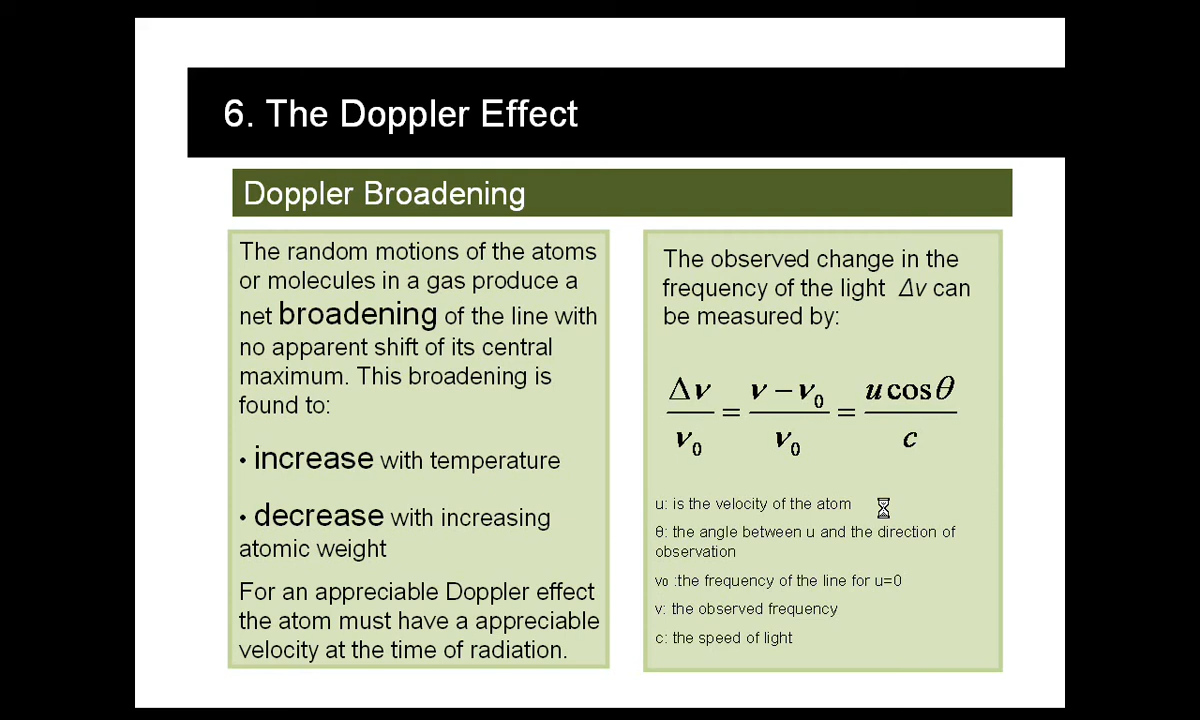 6. The Doppler Effect
Doppler Broadening
The random motions of the atoms
or molecules in a gas produce a
net broadening of the line with
no apparent shift of its central
maximum. This broadening is
found to:
• increase with temperature
• decrease with increasing
atomic weight
For an appreciable Doppler effect
the atom must have a appreciable
velocity at the time of radiation.
The observed change in the
frequency of the light Δν can
be measured by:
Δν/ν₀ = (ν − ν₀)/ν₀ = u cosθ/c
u: is the velocity of the atom
θ: the angle between u and the direction of
observation
ν₀ :the frequency of the line for u=0
ν: the observed frequency
c: the speed of light